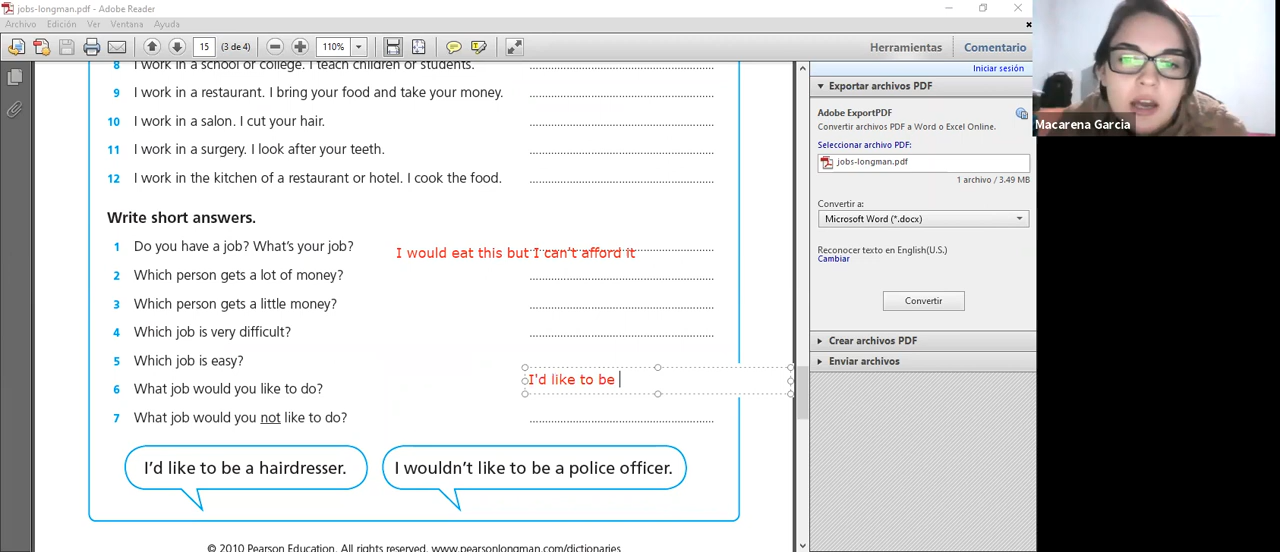 jobs-longman.pdf - Adobe Reader
Archivo Edición Ver Ventana Ayuda
15 (3 de 4) 110% Herramientas Comentario
8 I work in a school or college. I teach children or students.
9 I work in a restaurant. I bring your food and take your money.
10 I work in a salon. I cut your hair.
11 I work in a surgery. I look after your teeth.
12 I work in the kitchen of a restaurant or hotel. I cook the food.
Write short answers.
1 Do you have a job? What's your job?
I would eat this but I can't afford it
2 Which person gets a lot of money?
3 Which person gets a little money?
4 Which job is very difficult?
5 Which job is easy?
I'd like to be
6 What job would you like to do?
7 What job would you not like to do?
I'd like to be a hairdresser.
I wouldn't like to be a police officer.
© 2010 Pearson Education. All rights reserved. www.pearsonlongman.com/dictionaries
Iniciar sesión
Exportar archivos PDF
Adobe ExportPDF
Convertir archivos PDF a Word o Excel Online.
Seleccionar archivo PDF:
jobs-longman.pdf
1 archivo / 3.49 MB
Convertir a:
Microsoft Word (*.docx)
Reconocer texto en English(U.S.)
Cambiar
Convertir
Crear archivos PDF
Enviar archivos
Macarena Garcia